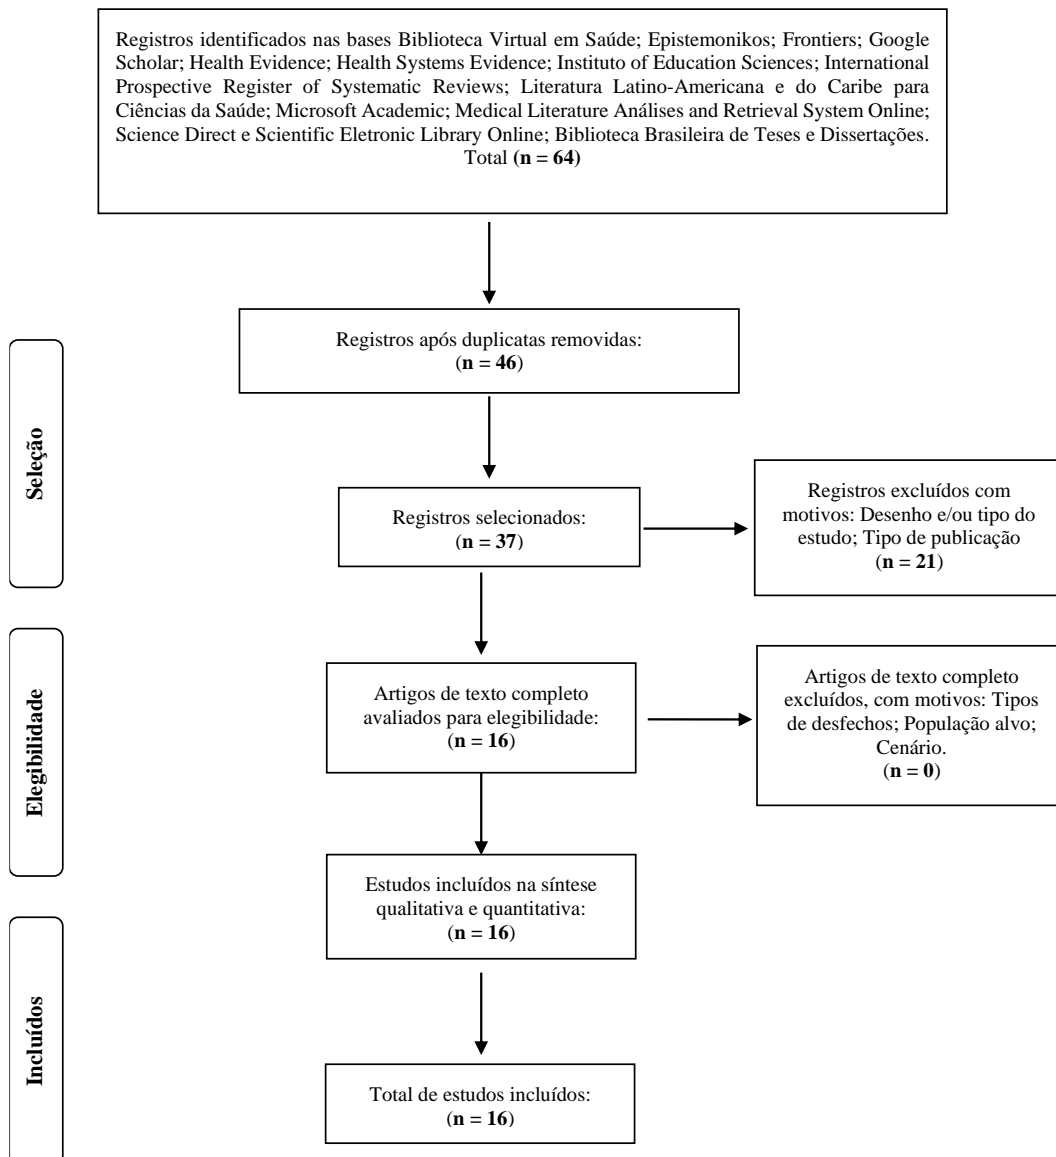 Registros identificados nas bases Biblioteca Virtual em Saúde; Epistemonikos; Frontiers; Google
Scholar; Health Evidence; Health Systems Evidence; Instituto of Education Sciences; International
Prospective Register of Systematic Reviews; Literatura Latino-Americana e do Caribe para
Ciências da Saúde; Microsoft Academic; Medical Literature Análises and Retrieval System Online;
Science Direct e Scientific Eletronic Library Online; Biblioteca Brasileira de Teses e Dissertações.
Total (n = 64)
Seleção
Registros após duplicatas removidas:
(n = 46)
Registros selecionados:
(n = 37)
Registros excluídos com
motivos: Desenho e/ou tipo do
estudo; Tipo de publicação
(n = 21)
Elegibilidade
Artigos de texto completo
avaliados para elegibilidade:
(n = 16)
Artigos de texto completo
excluídos, com motivos: Tipos
de desfechos; População alvo;
Cenário.
(n = 0)
Estudos incluídos na síntese
qualitativa e quantitativa:
(n = 16)
Incluídos
Total de estudos incluídos:
(n = 16)